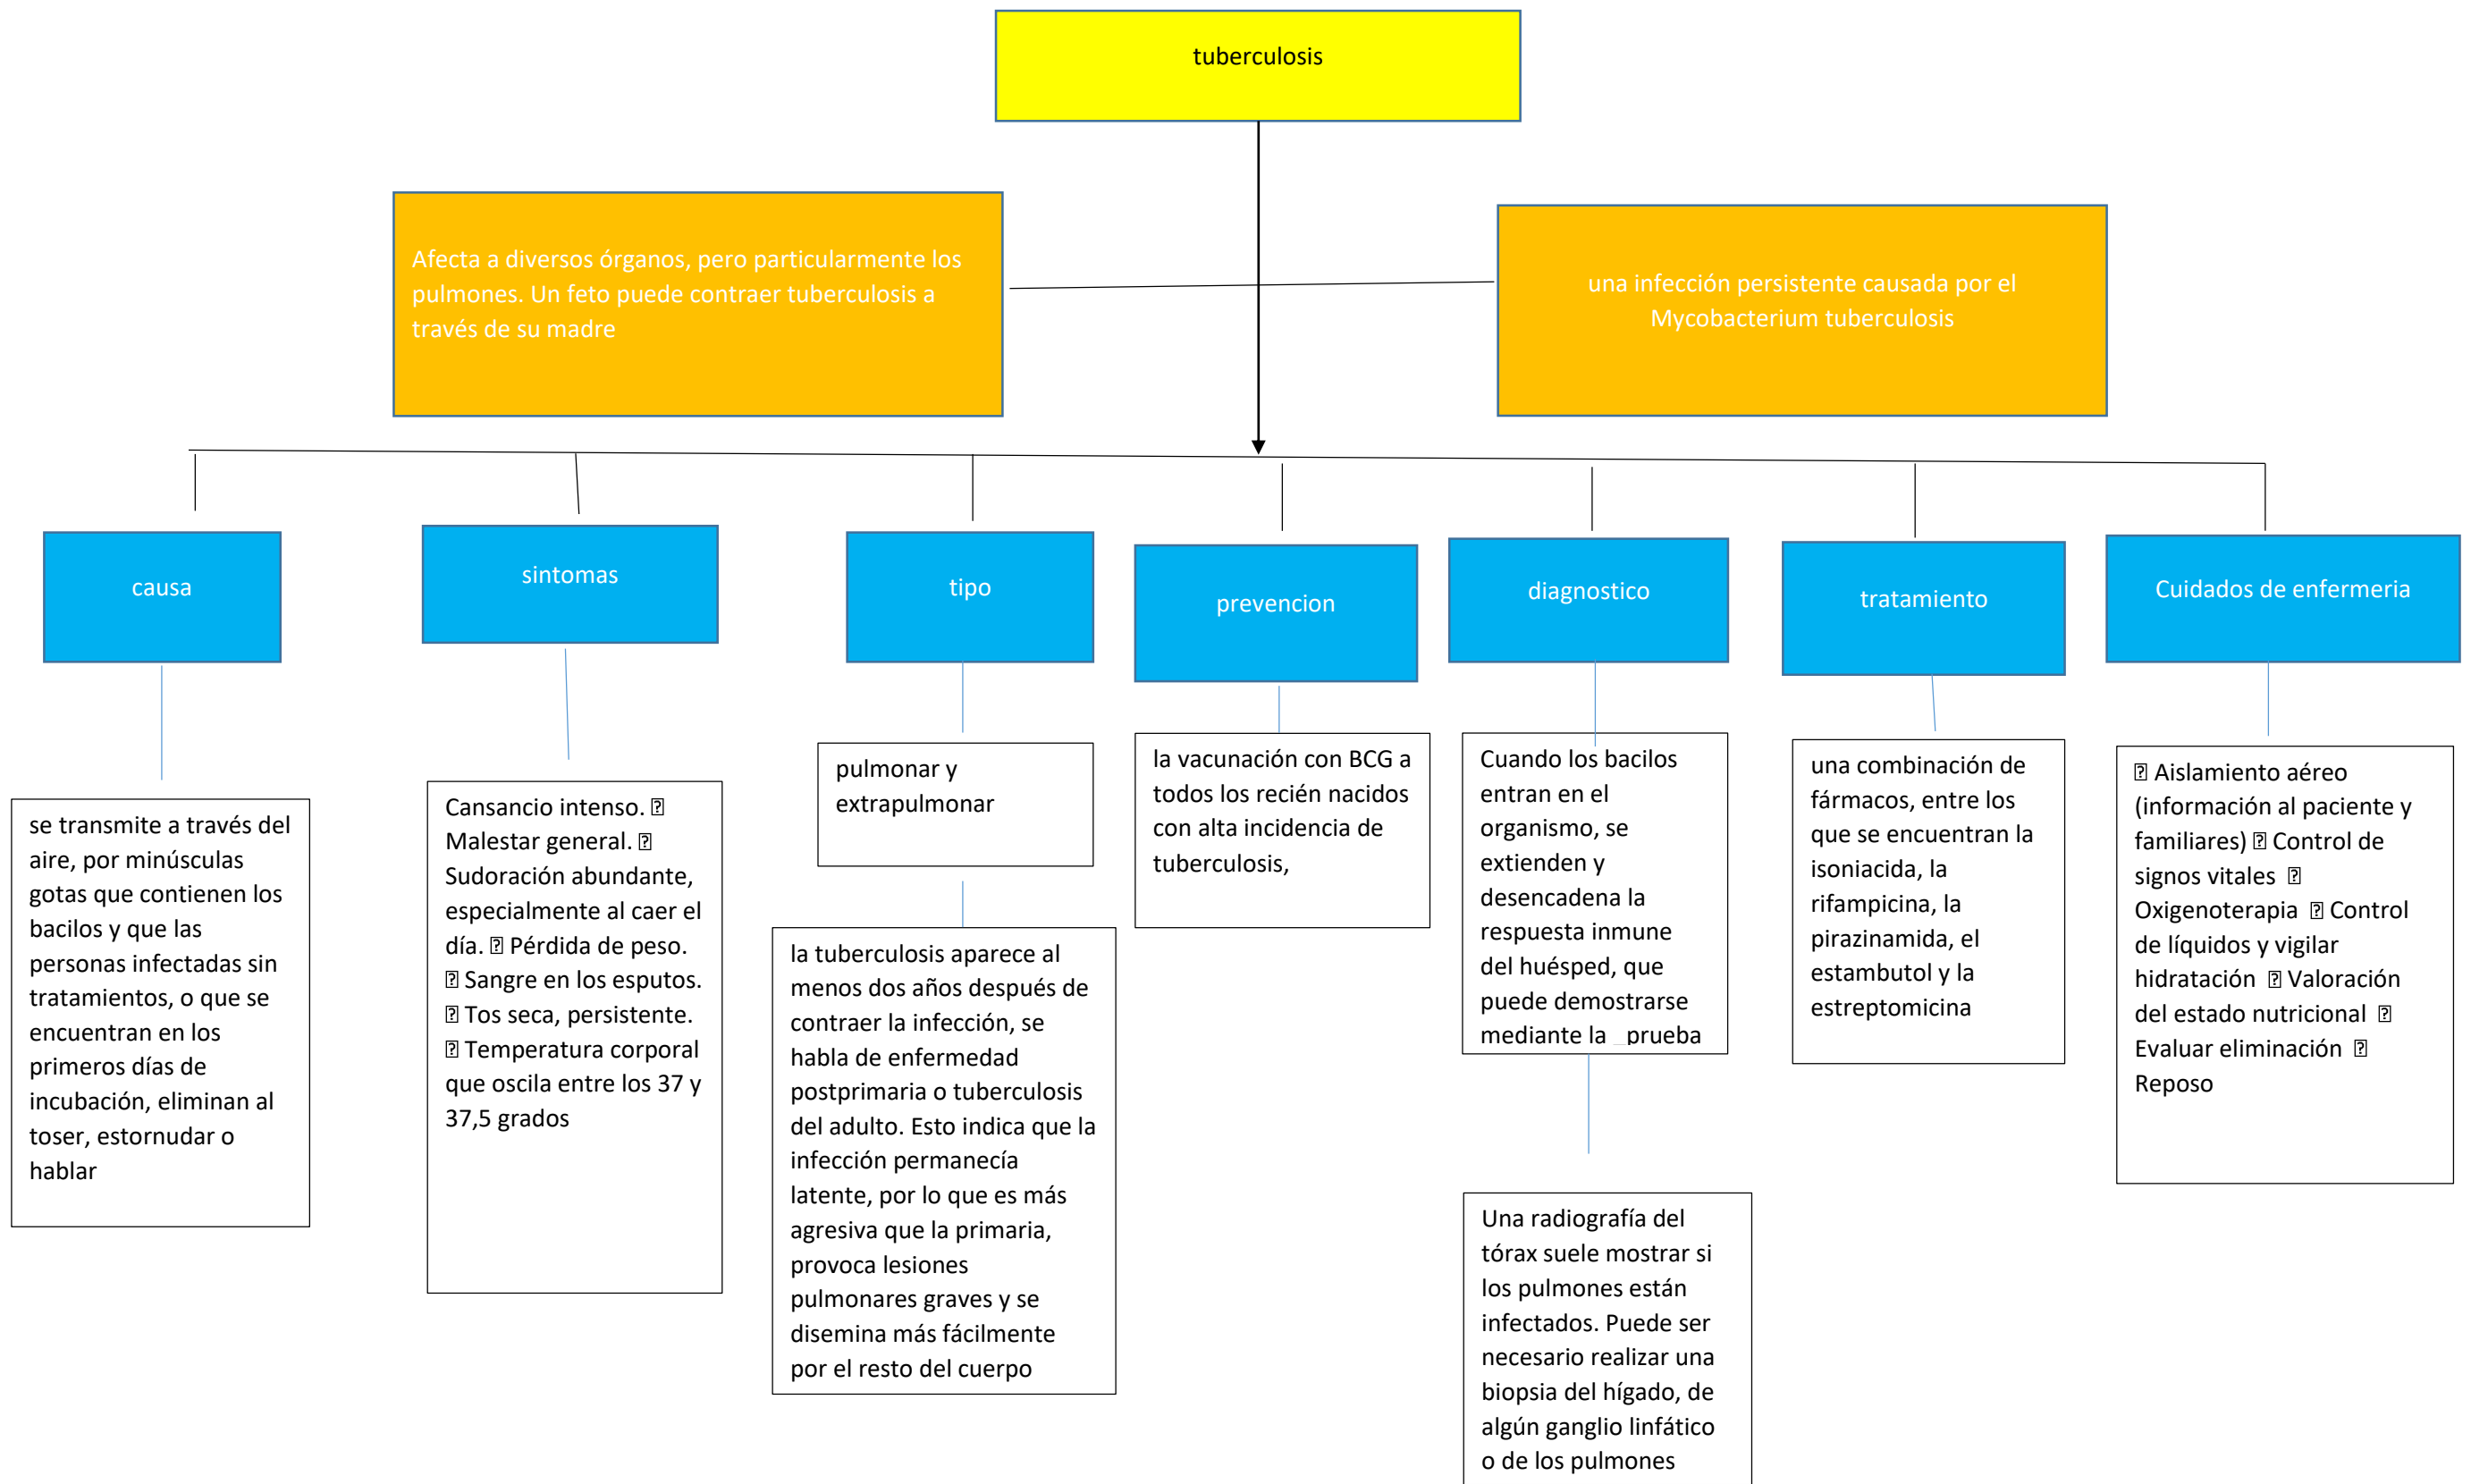 tuberculosis
Afecta a diversos órganos, pero particularmente los
pulmones. Un feto puede contraer tuberculosis a
través de su madre
una infección persistente causada por el
Mycobacterium tuberculosis
causa
sintomas
tipo
prevencion
diagnostico
tratamiento
Cuidados de enfermeria
se transmite a través del
aire, por minúsculas
gotas que contienen los
bacilos y que las
personas infectadas sin
tratamientos, o que se
encuentran en los
primeros días de
incubación, eliminan al
toser, estornudar o
hablar
Cansancio intenso. 
Malestar general. 
Sudoración abundante,
especialmente al caer el
día.  Pérdida de peso.
 Sangre en los esputos.
 Tos seca, persistente.
 Temperatura corporal
que oscila entre los 37 y
37,5 grados
pulmonar y
extrapulmonar
la tuberculosis aparece al
menos dos años después de
contraer la infección, se
habla de enfermedad
postprimaria o tuberculosis
del adulto. Esto indica que la
infección permanecía
latente, por lo que es más
agresiva que la primaria,
provoca lesiones
pulmonares graves y se
disemina más fácilmente
por el resto del cuerpo
la vacunación con BCG a
todos los recién nacidos
con alta incidencia de
tuberculosis,
Cuando los bacilos
entran en el
organismo, se
extienden y
desencadena la
respuesta inmune
del huésped, que
puede demostrarse
mediante la _prueba
Una radiografía del
tórax suele mostrar si
los pulmones están
infectados. Puede ser
necesario realizar una
biopsia del hígado, de
algún ganglio linfático
o de los pulmones
una combinación de
fármacos, entre los
que se encuentran la
isoniacida, la
rifampicina, la
pirazinamida, el
estambutol y la
estreptomicina
 Aislamiento aéreo
(información al paciente y
familiares)  Control de
signos vitales 
Oxigenoterapia  Control
de líquidos y vigilar
hidratación  Valoración
del estado nutricional 
Evaluar eliminación 
Reposo